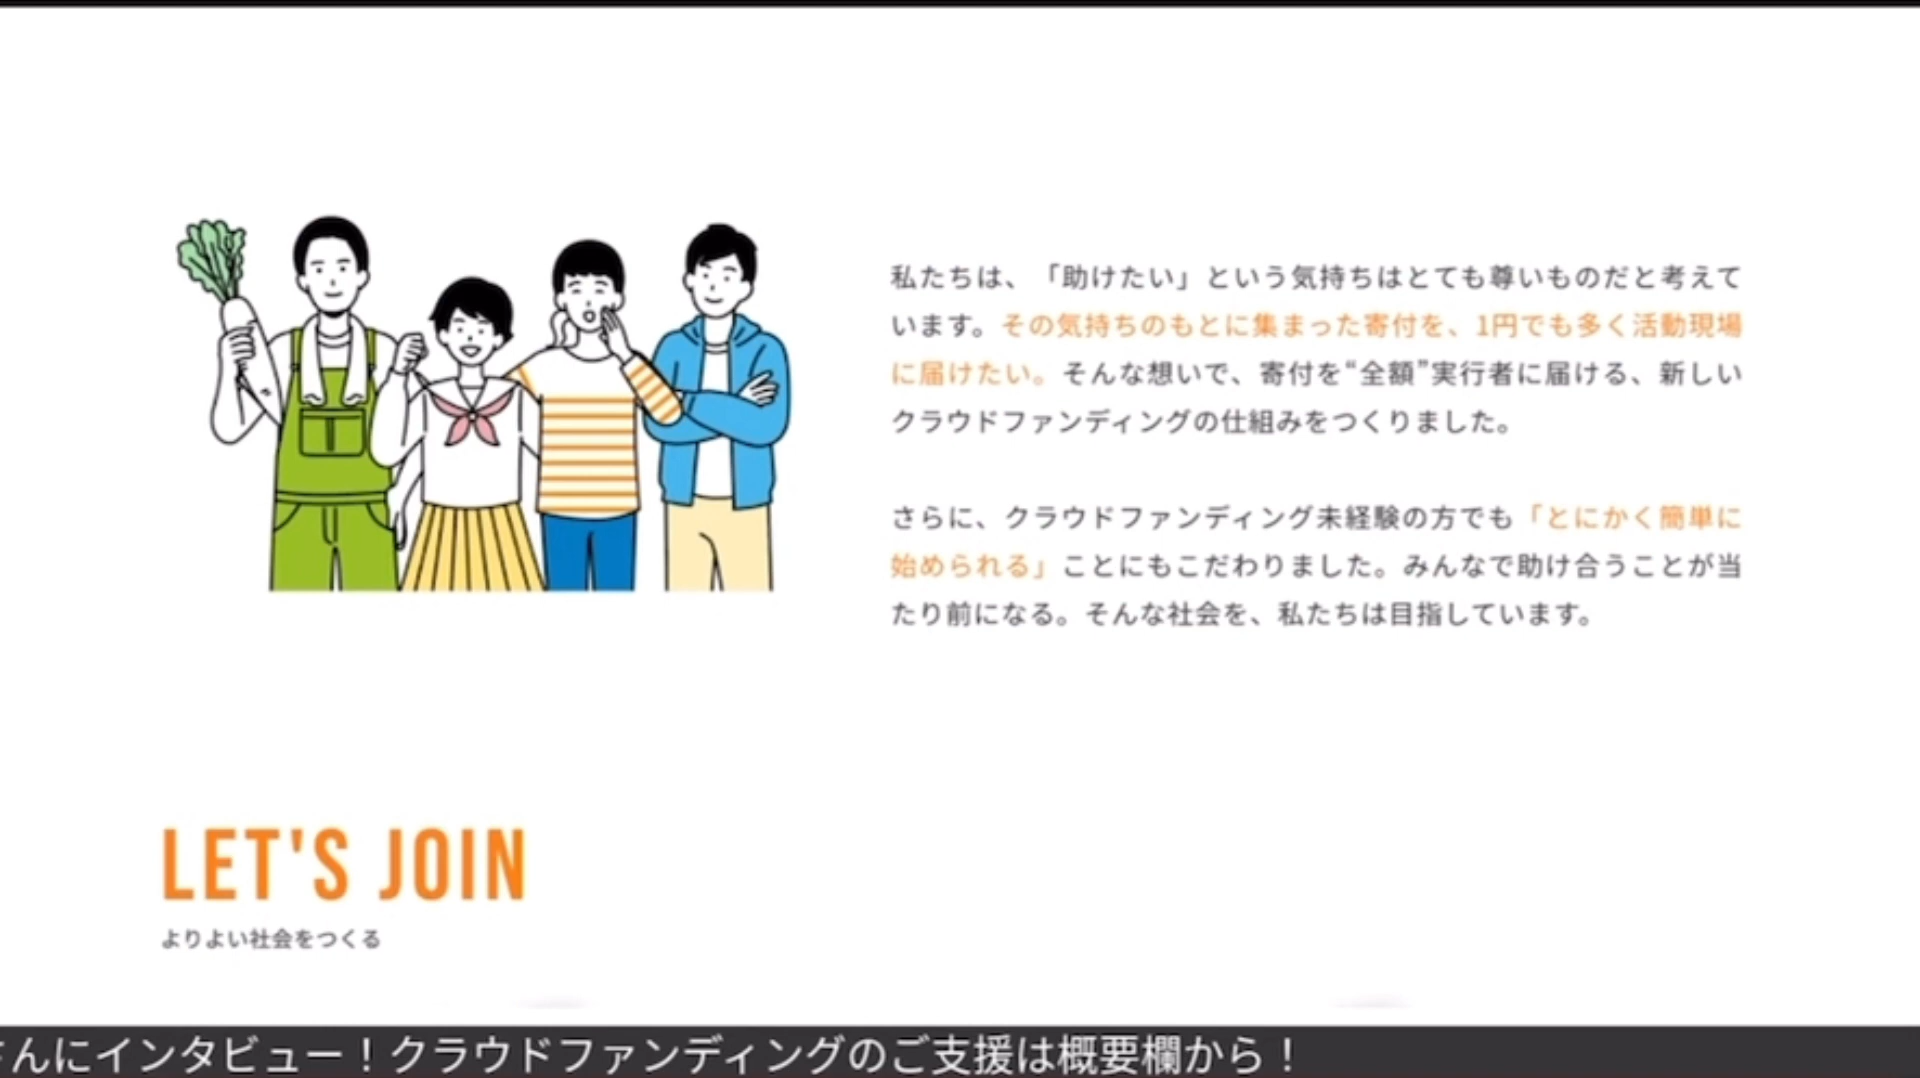 私たちは、「助けたい」という気持ちはとても尊いものだと考えて
います。その気持ちのもとに集まった寄付を、1円でも多く活動現場
に届けたい。そんな想いで、寄付を“全額”実行者に届ける、新しい
クラウドファンディングの仕組みをつくりました。
さらに、クラウドファンディング未経験の方でも「とにかく簡単に
始められる」ことにもこだわりました。みんなで助け合うことが当
たり前になる。そんな社会を、私たちは目指しています。
LET'S JOIN
よりよい社会をつくる
さんにインタビュー！クラウドファンディングのご支援は概要欄から！